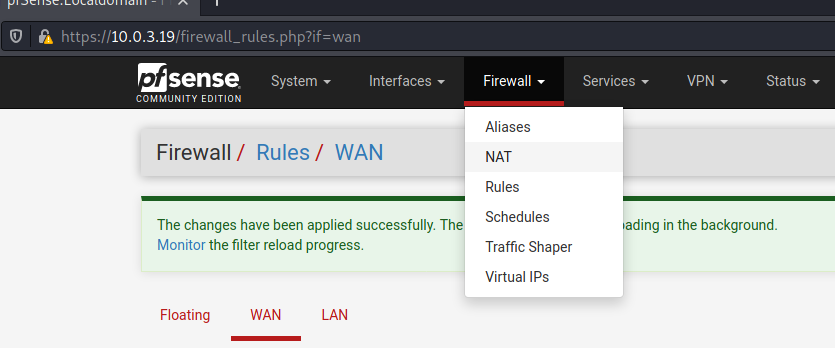 pfSense.Localdomain -
https://10.0.3.19/firewall_rules.php?if=wan
pfsense
COMMUNITY EDITION
System Interfaces Firewall Services VPN Status
Aliases
NAT
Rules
Schedules
Traffic Shaper
Virtual IPs
Firewall / Rules / WAN
The changes have been applied successfully. The oading in the background.
Monitor the filter reload progress.
Floating WAN LAN